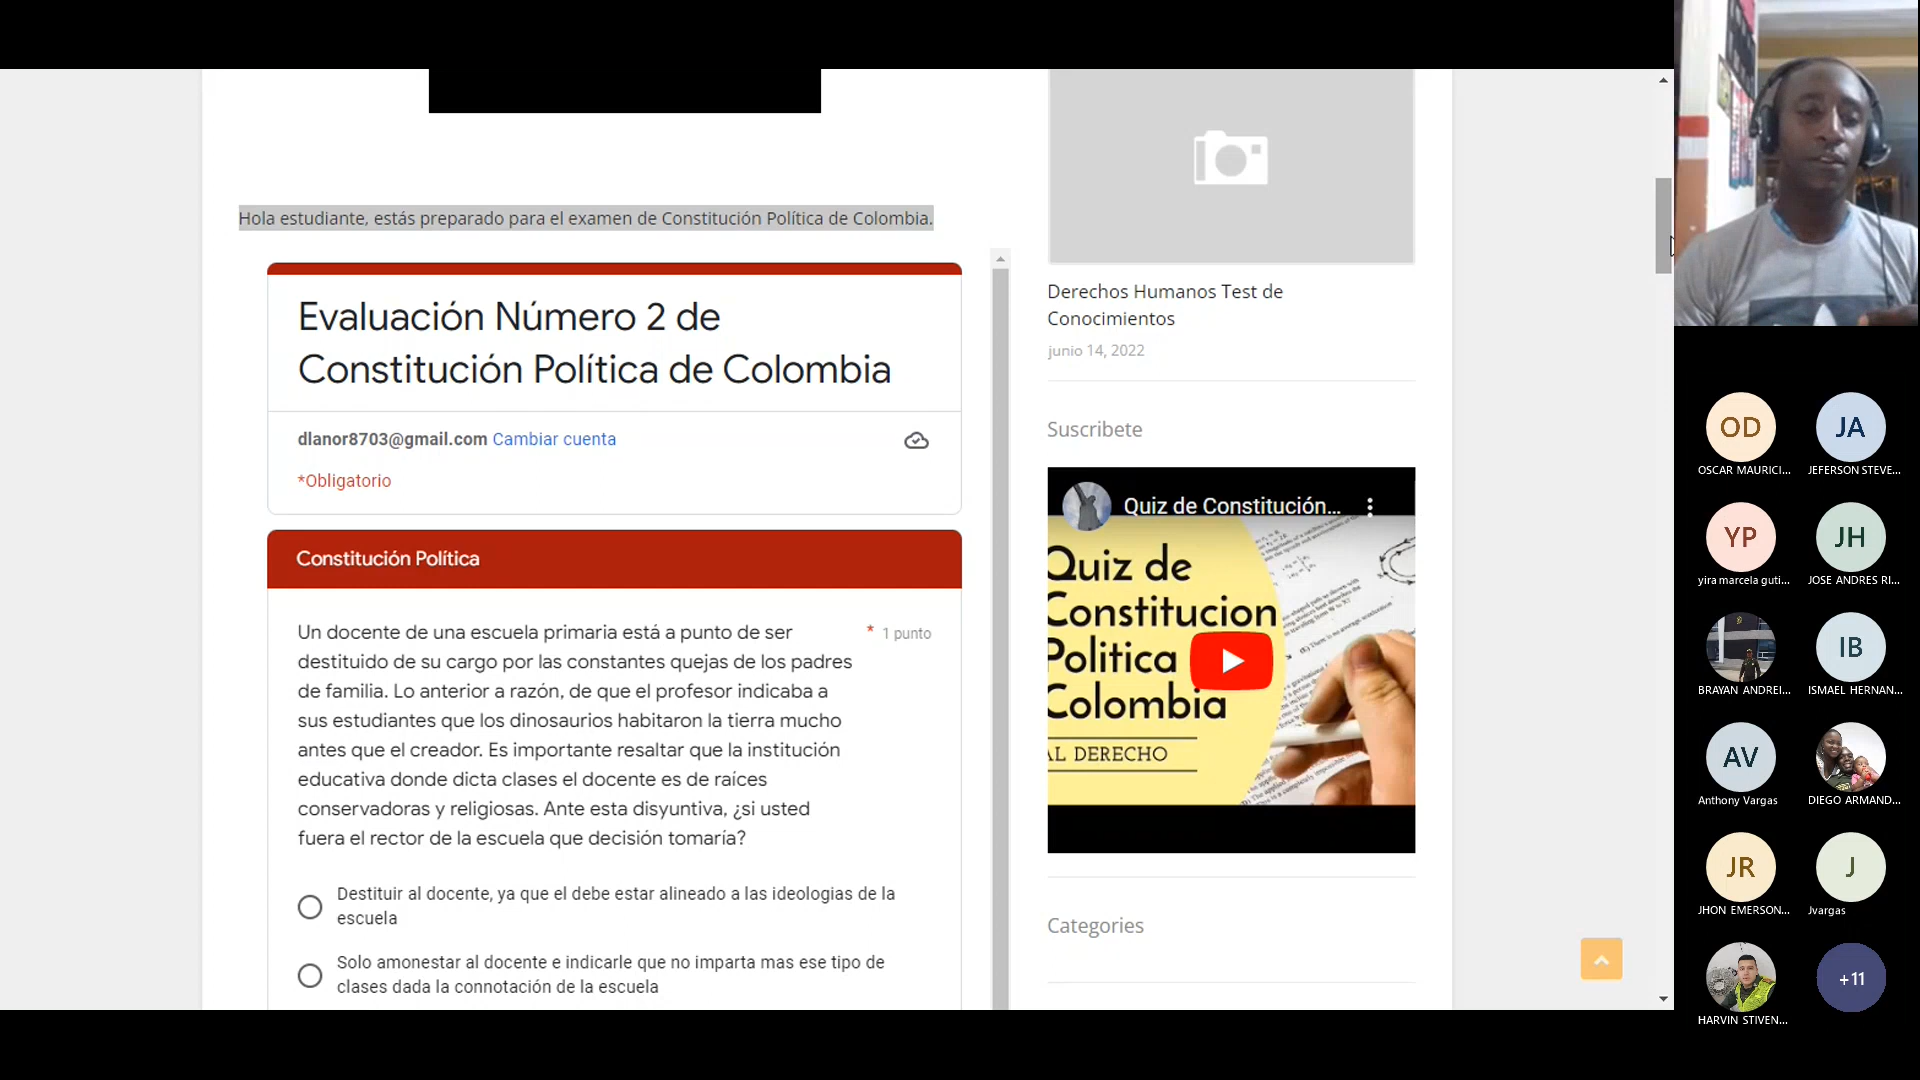 Hola estudiante, estás preparado para el examen de Constitución Política de Colombia.
Evaluación Número 2 de
Constitución Política de Colombia
dlanor8703@gmail.com Cambiar cuenta
*Obligatorio
Constitución Política
Un docente de una escuela primaria está a punto de ser
* 1 punto
destituido de su cargo por las constantes quejas de los padres
de familia. Lo anterior a razón, de que el profesor indicaba a
sus estudiantes que los dinosaurios habitaron la tierra mucho
antes que el creador. Es importante resaltar que la institución
educativa donde dicta clases el docente es de raíces
conservadoras y religiosas. Ante esta disyuntiva, ¿si usted
fuera el rector de la escuela que decisión tomaría?
Destituir al docente, ya que el debe estar alineado a las ideologias de la
escuela
Solo amonestar al docente e indicarle que no imparta mas ese tipo de
clases dada la connotación de la escuela
Derechos Humanos Test de
Conocimientos
junio 14, 2022
Suscribete
Quiz de Constitución...
Quiz de
Constitucion
Politica
Colombia
AL DERECHO
Categories
OD
OSCAR MAURICI...
JA
JEFERSON STEVE...
YP
yira marcela guti...
JH
JOSE ANDRES RI...
BRAYAN ANDREI...
IB
ISMAEL HERNAN...
AV
Anthony Vargas
DIEGO ARMAND...
JR
JHON EMERSON...
J
Jvargas
HARVIN STIVEN...
+11